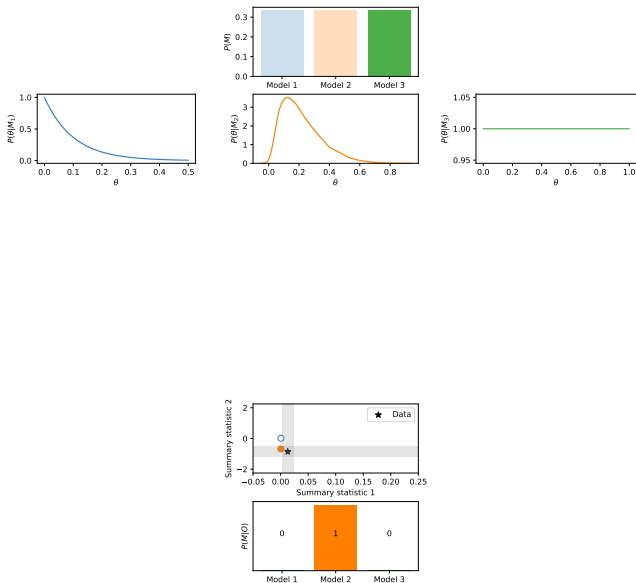 P(M)
0.3
0.2
0.1
0.0
Model 1 Model 2 Model 3
P(θ|M₁)
1.0
0.5
0.0
0.0 0.1 0.2 0.3 0.4 0.5
θ
P(θ|M₂)
3
2
1
0
0.0 0.2 0.4 0.6 0.8
θ
P(θ|M₃)
1.05
1.00
0.95
0.0 0.2 0.4 0.6 0.8 1.0
θ
Summary statistic 2
2
0
−2
Data
−0.05 0.00 0.05 0.10 0.15 0.20 0.25
Summary statistic 1
P(M|O)
0 1 0
Model 1 Model 2 Model 3